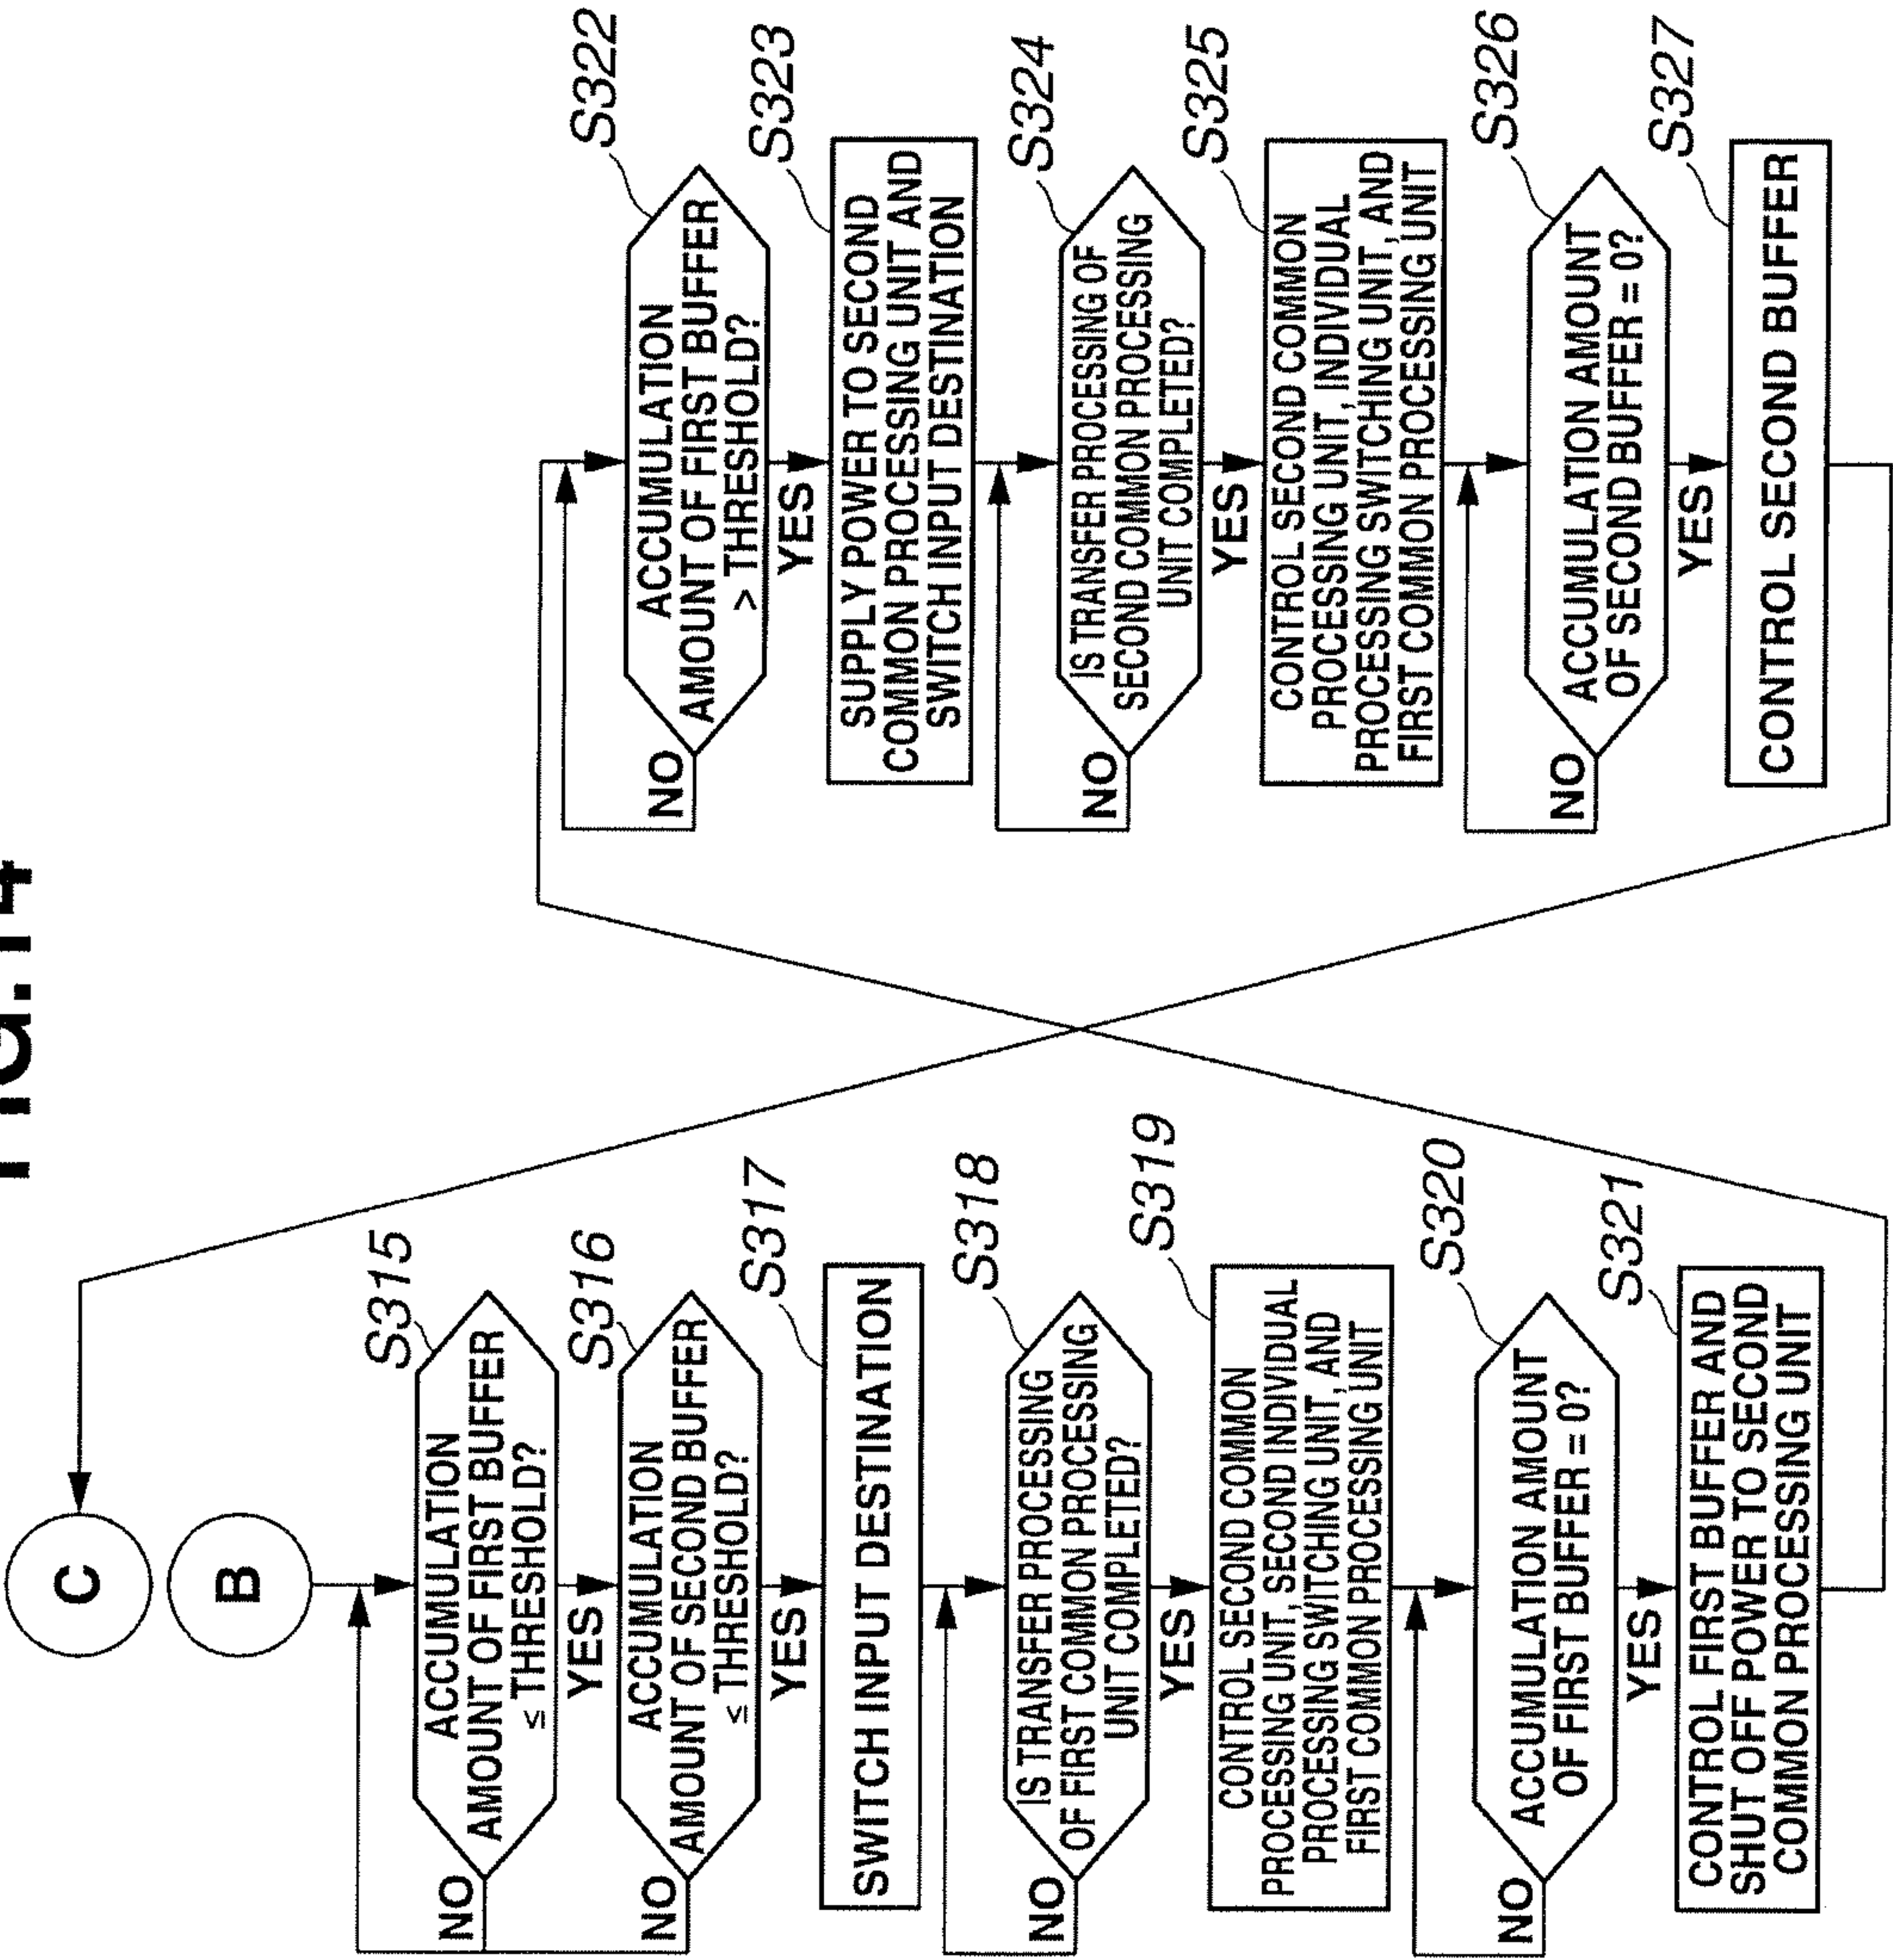 FIG.14
C
B
S315
ACCUMULATION
AMOUNT OF FIRST BUFFER
≤ THRESHOLD?
NO
YES
S316
ACCUMULATION
AMOUNT OF SECOND BUFFER
≤ THRESHOLD?
NO
YES
S317
SWITCH INPUT DESTINATION
S318
IS TRANSFER PROCESSING
OF FIRST COMMON PROCESSING
UNIT COMPLETED?
NO
YES
S319
CONTROL SECOND COMMON
PROCESSING UNIT, SECOND INDIVIDUAL
PROCESSING SWITCHING UNIT, AND
FIRST COMMON PROCESSING UNIT
S320
ACCUMULATION AMOUNT
OF FIRST BUFFER = 0?
NO
YES
S321
CONTROL FIRST BUFFER AND
SHUT OFF POWER TO SECOND
COMMON PROCESSING UNIT
S322
ACCUMULATION
AMOUNT OF FIRST BUFFER
> THRESHOLD?
NO
YES
S323
SUPPLY POWER TO SECOND
COMMON PROCESSING UNIT AND
SWITCH INPUT DESTINATION
S324
IS TRANSFER PROCESSING OF
SECOND COMMON PROCESSING
UNIT COMPLETED?
NO
YES
S325
CONTROL SECOND COMMON
PROCESSING UNIT, INDIVIDUAL
PROCESSING SWITCHING UNIT, AND
FIRST COMMON PROCESSING UNIT
S326
ACCUMULATION AMOUNT
OF SECOND BUFFER = 0?
NO
YES
S327
CONTROL SECOND BUFFER